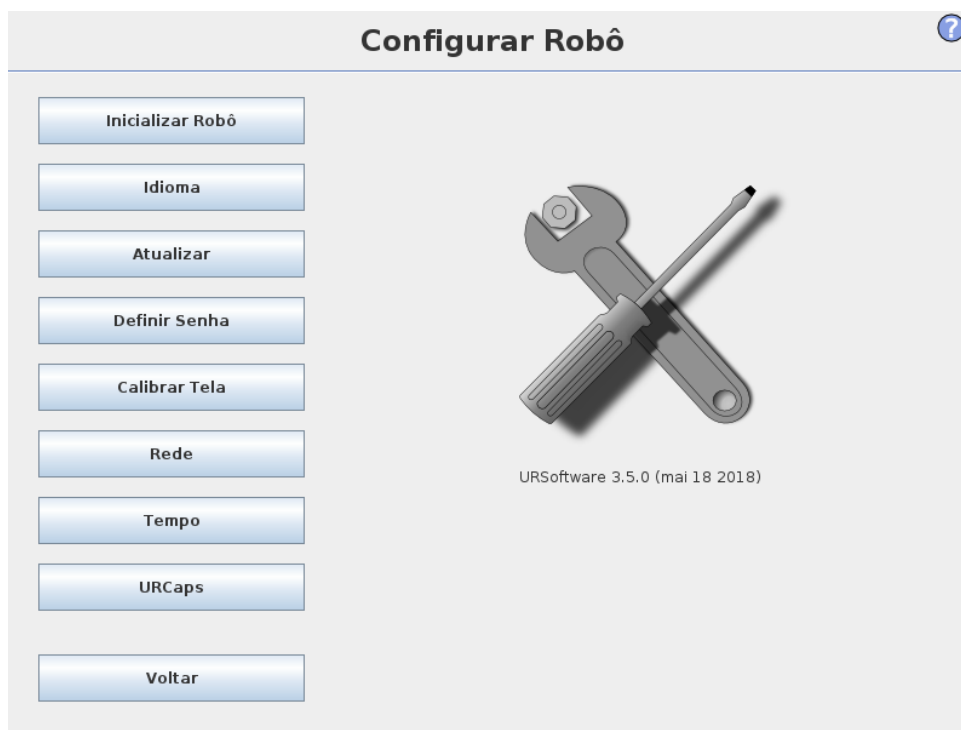 Configurar Robô
?
Inicializar Robô
Idioma
Atualizar
Definir Senha
Calibrar Tela
Rede
Tempo
URCaps
Voltar
URSoftware 3.5.0 (mai 18 2018)